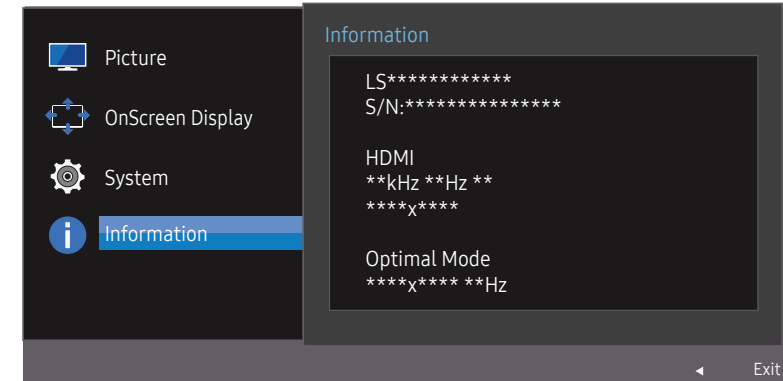 Picture
OnScreen Display
System
Information
Information
LS************
S/N:***************
HDMI
**kHz **Hz **
****x****
Optimal Mode
****x**** **Hz
Exit